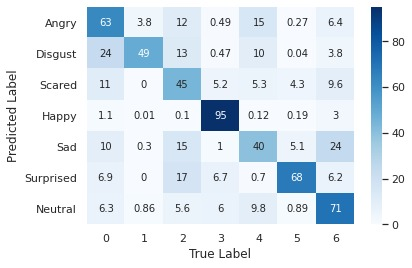 Angry 63 3.8 12 0.49 15 0.27 6.4
Disgust 24 49 13 0.47 10 0.04 3.8
Scared 11 0 45 5.2 5.3 4.3 9.6
Happy 1.1 0.01 0.1 95 0.12 0.19 3
Sad 10 0.3 15 1 40 5.1 24
Surprised 6.9 0 17 6.7 0.7 68 6.2
Neutral 6.3 0.86 5.6 6 9.8 0.89 71
0 1 2 3 4 5 6
True Label
Predicted Label
80
60
40
20
0